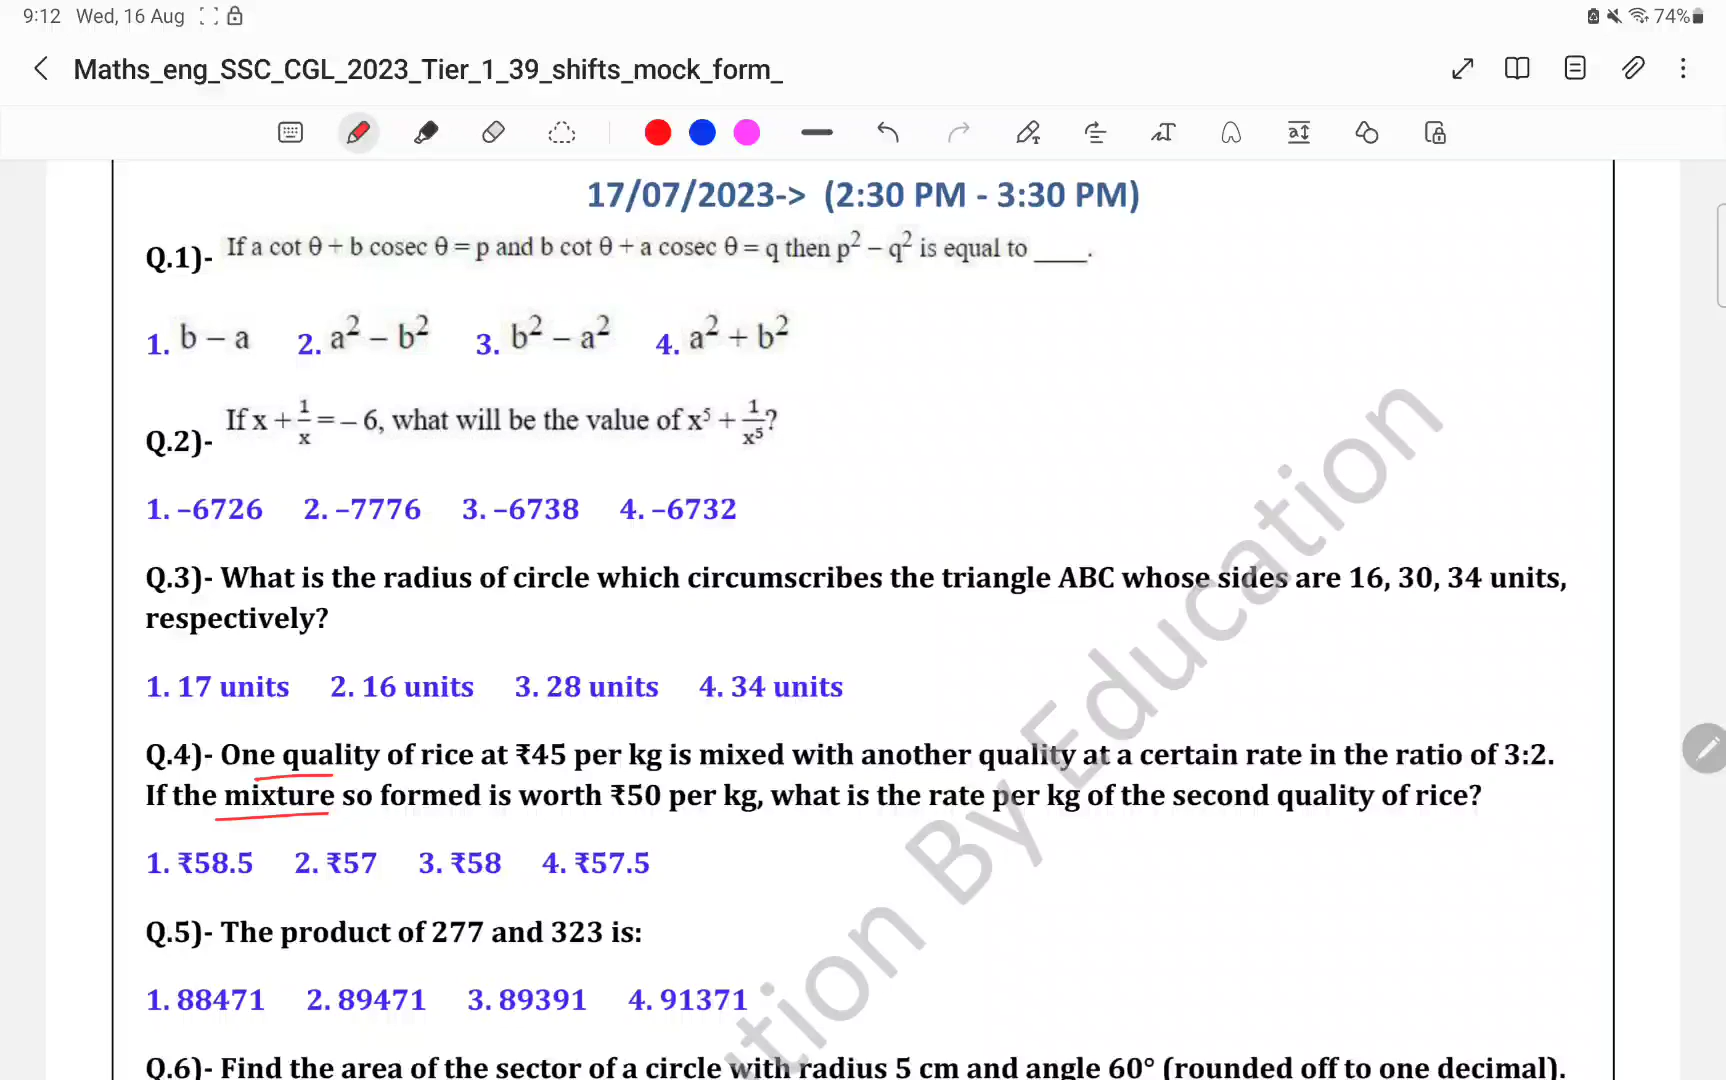 9:12 Wed, 16 Aug
74%
Maths_eng_SSC_CGL_2023_Tier_1_39_shifts_mock_form_
17/07/2023-> (2:30 PM - 3:30 PM)
Q.1)- If a cot θ + b cosec θ = p and b cot θ + a cosec θ = q then p² – q² is equal to ____.
1. b – a 2. a² – b² 3. b² – a² 4. a² + b²
Q.2)- If x + 1/x = – 6, what will be the value of x⁵ + 1/x⁵?
1. –6726 2. –7776 3. –6738 4. –6732
Q.3)- What is the radius of circle which circumscribes the triangle ABC whose sides are 16, 30, 34 units,
respectively?
1. 17 units 2. 16 units 3. 28 units 4. 34 units
Q.4)- One quality of rice at ₹45 per kg is mixed with another quality at a certain rate in the ratio of 3:2.
If the mixture so formed is worth ₹50 per kg, what is the rate per kg of the second quality of rice?
1. ₹58.5 2. ₹57 3. ₹58 4. ₹57.5
Q.5)- The product of 277 and 323 is:
1. 88471 2. 89471 3. 89391 4. 91371
Q.6)- Find the area of the sector of a circle with radius 5 cm and angle 60° (rounded off to one decimal).
tion By Education